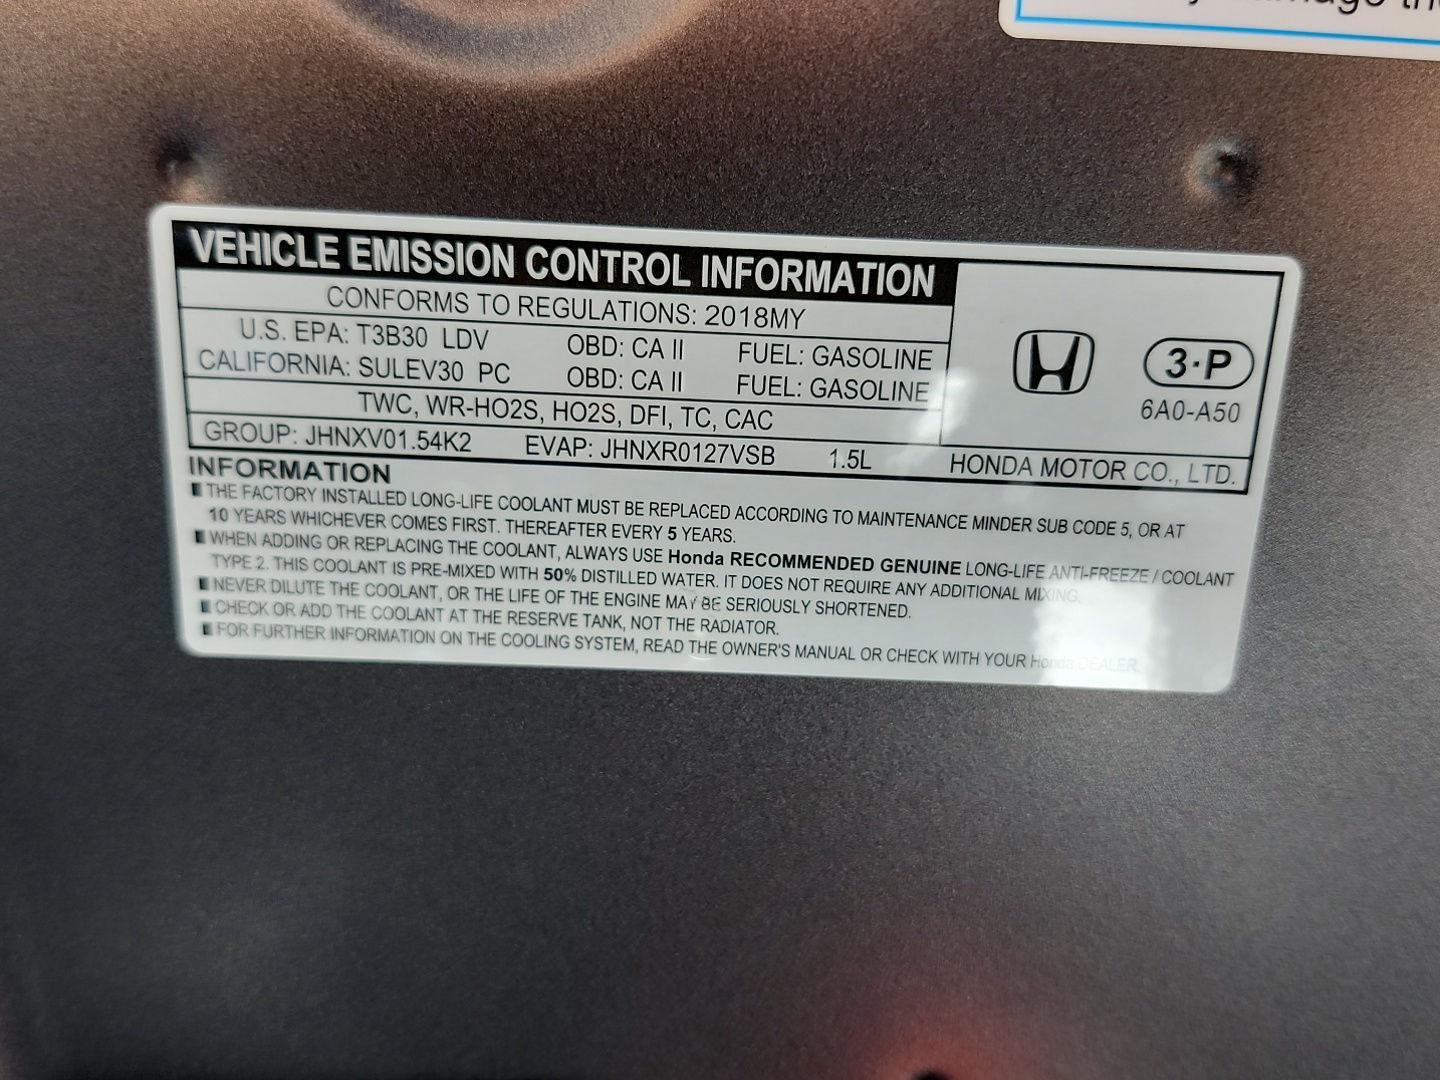 VEHICLE EMISSION CONTROL INFORMATION
CONFORMS TO REGULATIONS: 2018MY
U.S. EPA: T3B30 LDV OBD: CA II FUEL: GASOLINE
CALIFORNIA: SULEV30 PC OBD: CA II FUEL: GASOLINE
TWC, WR-HO2S, HO2S, DFI, TC, CAC
GROUP: JHNXV01.54K2 EVAP: JHNXR0127VSB 1.5L
3·P
6A0-A50
HONDA MOTOR CO., LTD.
INFORMATION
THE FACTORY INSTALLED LONG-LIFE COOLANT MUST BE REPLACED ACCORDING TO MAINTENANCE MINDER SUB CODE 5, OR AT
10 YEARS WHICHEVER COMES FIRST. THEREAFTER EVERY 5 YEARS.
WHEN ADDING OR REPLACING THE COOLANT, ALWAYS USE Honda RECOMMENDED GENUINE LONG-LIFE ANTI-FREEZE / COOLANT
TYPE 2. THIS COOLANT IS PRE-MIXED WITH 50% DISTILLED WATER. IT DOES NOT REQUIRE ANY ADDITIONAL MIXING.
NEVER DILUTE THE COOLANT, OR THE LIFE OF THE ENGINE MAY BE SERIOUSLY SHORTENED.
CHECK OR ADD THE COOLANT AT THE RESERVE TANK, NOT THE RADIATOR.
FOR FURTHER INFORMATION ON THE COOLING SYSTEM, READ THE OWNER'S MANUAL OR CHECK WITH YOUR Honda DEALER.